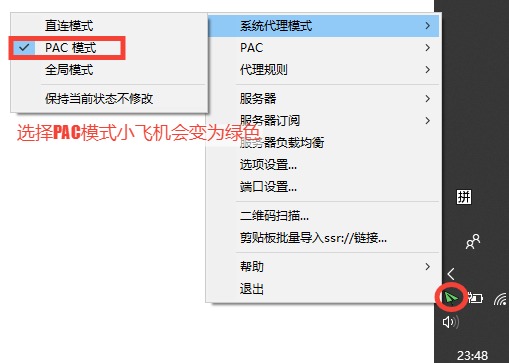 直连模式
PAC 模式
全局模式
保持当前状态不修改
选择PAC模式小飞机会变为绿色
系统代理模式
PAC
代理规则
服务器
服务器订阅
服务器负载均衡
选项设置...
端口设置...
二维码扫描...
剪贴板批量导入ssr://链接...
帮助
退出
拼
23:48